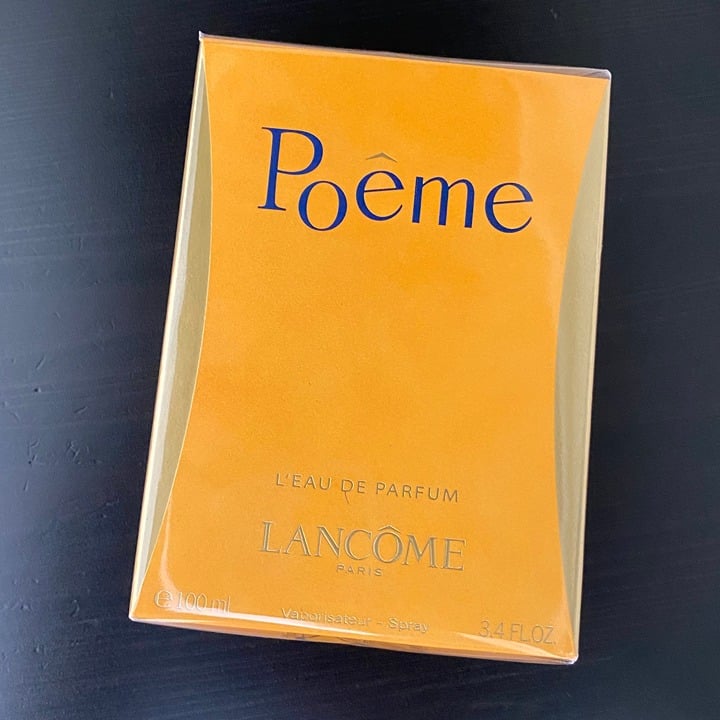 Poême
L'EAU DE PARFUM
LANCÔME
PARIS
e 100 ml
Vaporisateur - Spray
3.4 FL.OZ.